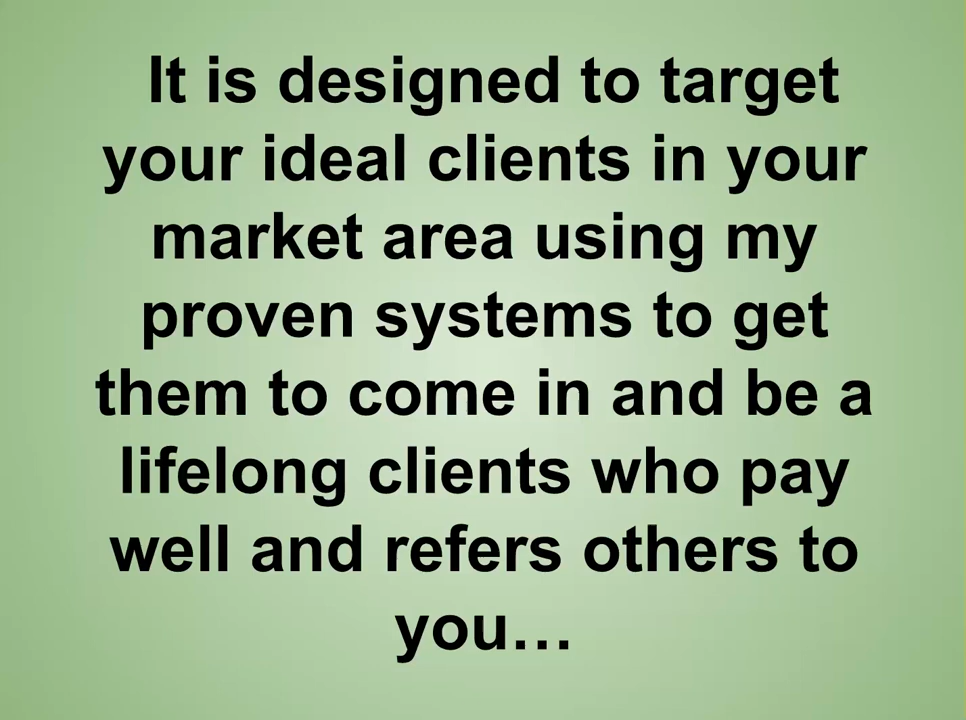 It is designed to target
your ideal clients in your
market area using my
proven systems to get
them to come in and be a
lifelong clients who pay
well and refers others to
you…